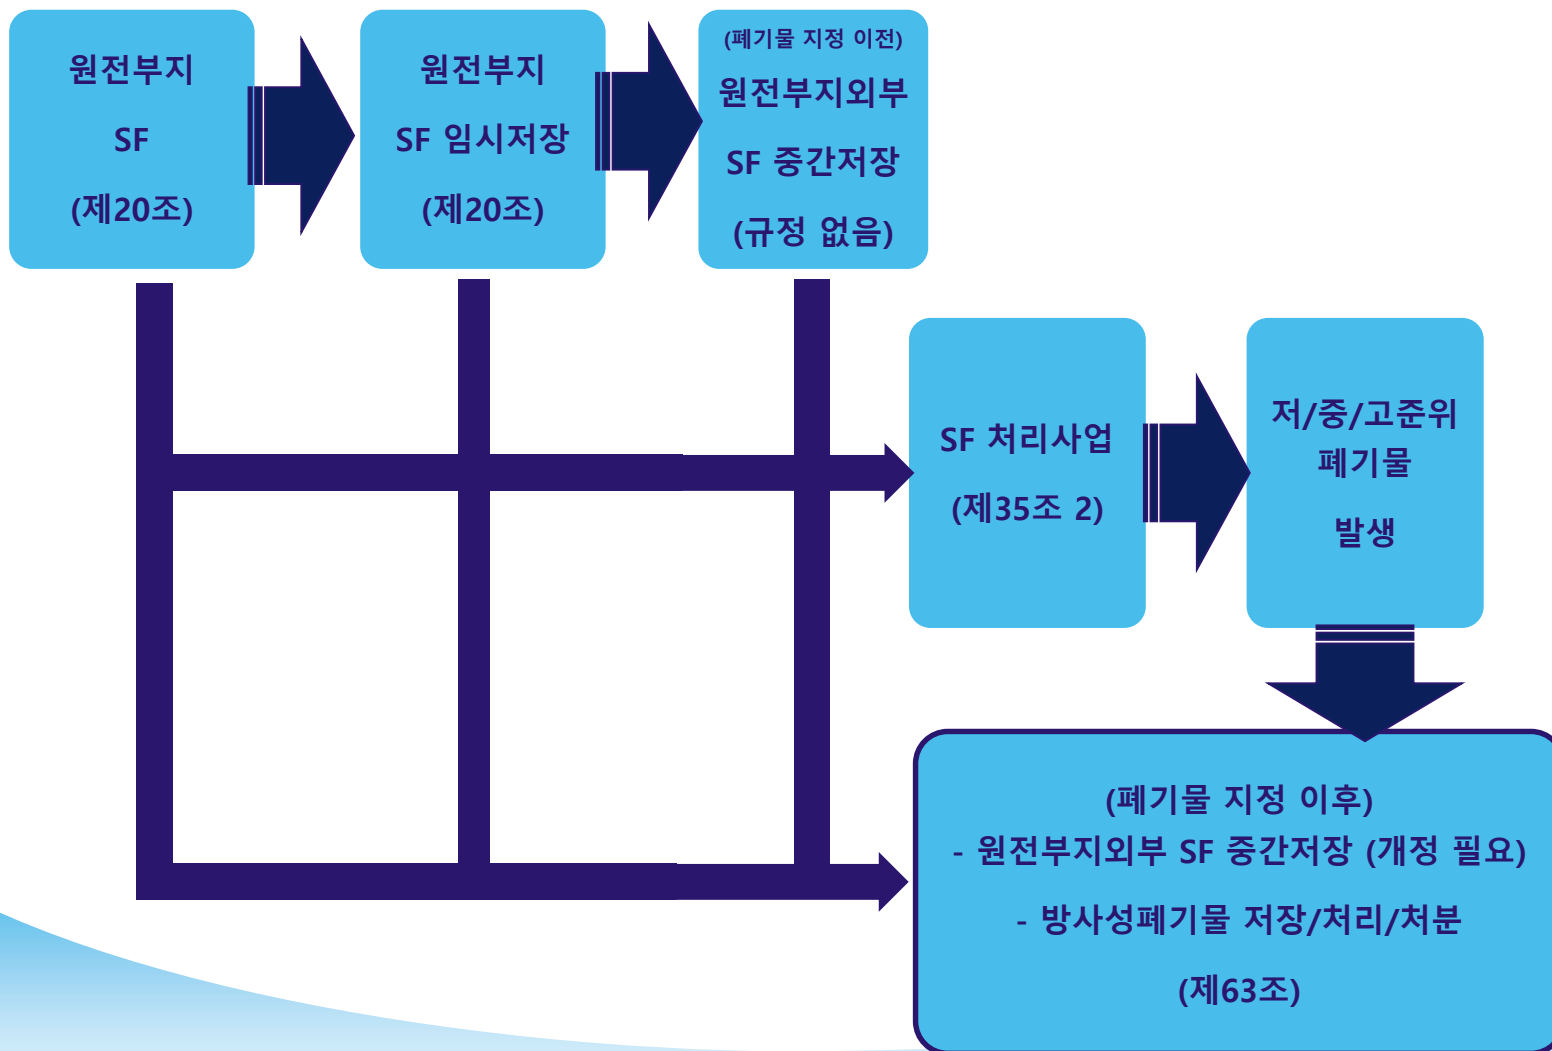 원전부지
SF
(제20조)
원전부지
SF 임시저장
(제20조)
(폐기물 지정 이전)
원전부지외부
SF 중간저장
(규정 없음)
SF 처리사업
(제35조 2)
저/중/고준위
폐기물
발생
(폐기물 지정 이후)
- 원전부지외부 SF 중간저장 (개정 필요)
- 방사성폐기물 저장/처리/처분
(제63조)